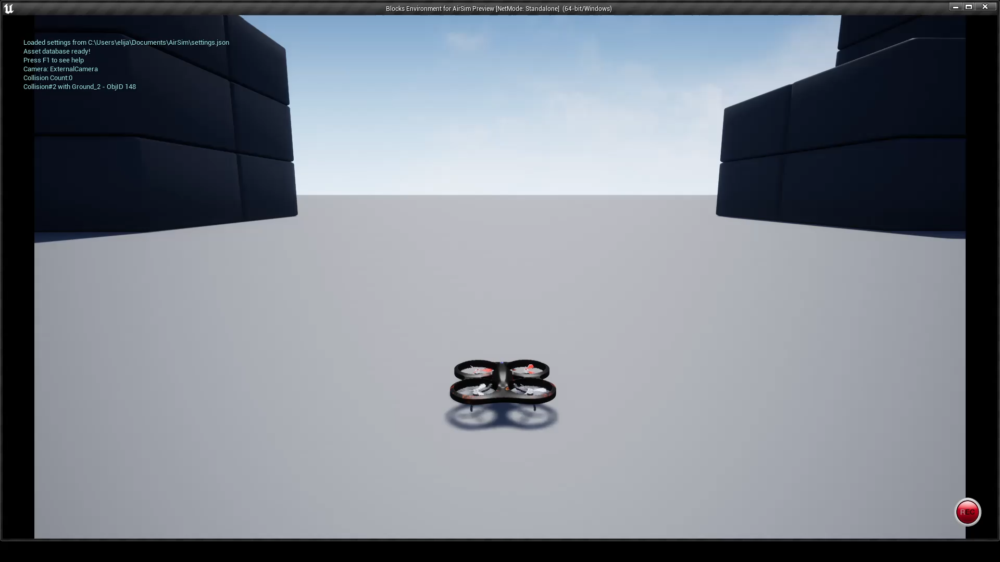 Blocks Environment for AirSim Preview [NetMode: Standalone] (64-bit/Windows)
Loaded settings from C:\Users\elija\Documents\AirSim\settings.json
Asset database ready!
Press F1 to see help
Camera: ExternalCamera
Collision Count:0
Collision#2 with Ground_2 - ObjID 148
REC